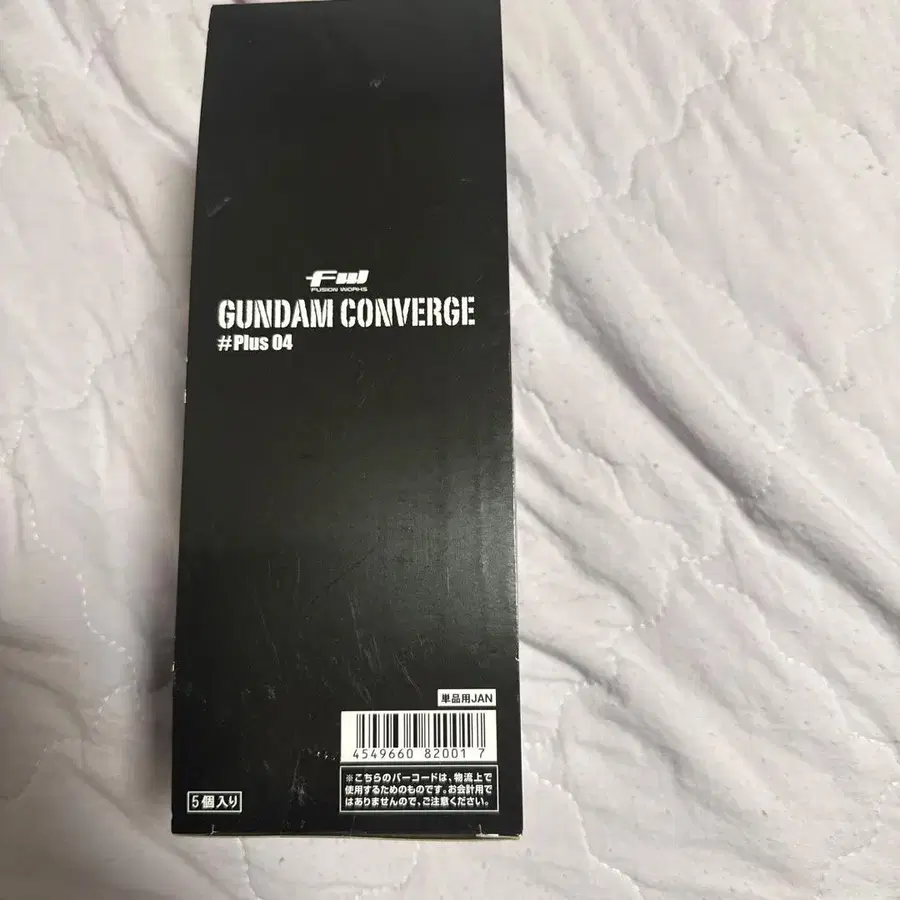 FW
FUSION WORKS
GUNDAM CONVERGE
#Plus 04
単品用JAN
4549660 82001 7
※こちらのバーコードは、物流上で
使用するためのものです。お会計用で
はありませんので、ご注意ください。
5個入り